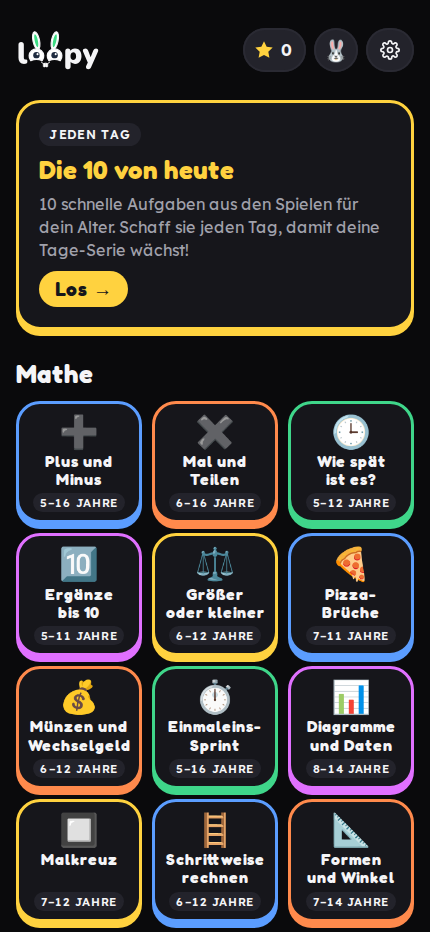 loopy
0
JEDEN TAG
Die 10 von heute
10 schnelle Aufgaben aus den Spielen für
dein Alter. Schaff sie jeden Tag, damit deine
Tage-Serie wächst!
Los →
Mathe
Plus und
Minus
5–16 JAHRE
Mal und
Teilen
6–16 JAHRE
Wie spät
ist es?
5–12 JAHRE
10
Ergänze
bis 10
5–11 JAHRE
Größer
oder kleiner
6–12 JAHRE
Pizza-
Brüche
7–11 JAHRE
Münzen und
Wechselgeld
6–12 JAHRE
Einmaleins-
Sprint
5–16 JAHRE
Diagramme
und Daten
8–14 JAHRE
Malkreuz
7–12 JAHRE
Schrittweise
rechnen
6–12 JAHRE
Formen
und Winkel
7–14 JAHRE